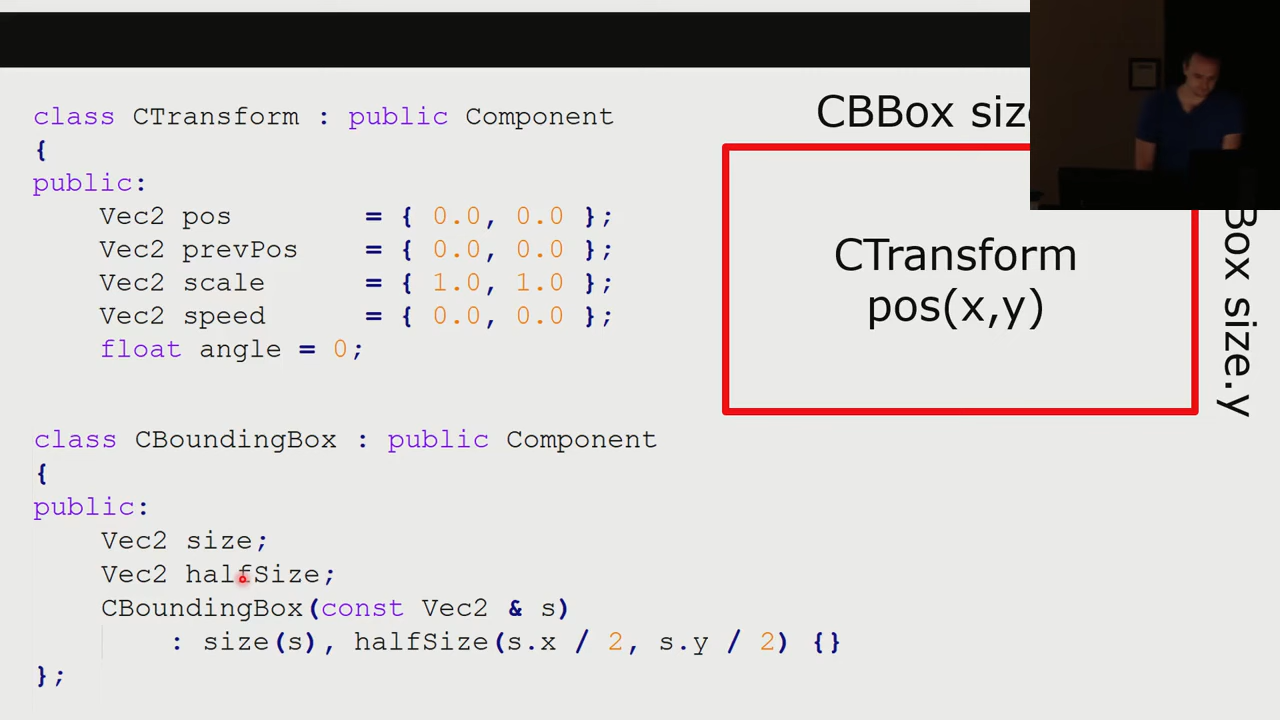 class CTransform : public Component
{
public:
Vec2 pos = { 0.0, 0.0 };
Vec2 prevPos = { 0.0, 0.0 };
Vec2 scale = { 1.0, 1.0 };
Vec2 speed = { 0.0, 0.0 };
float angle = 0;
class CBoundingBox : public Component
{
public:
Vec2 size;
Vec2 halfSize;
CBoundingBox(const Vec2 & s)
: size(s), halfSize(s.x / 2, s.y / 2) {}
};
CBBox
CTransform
pos(x,y)
size.y